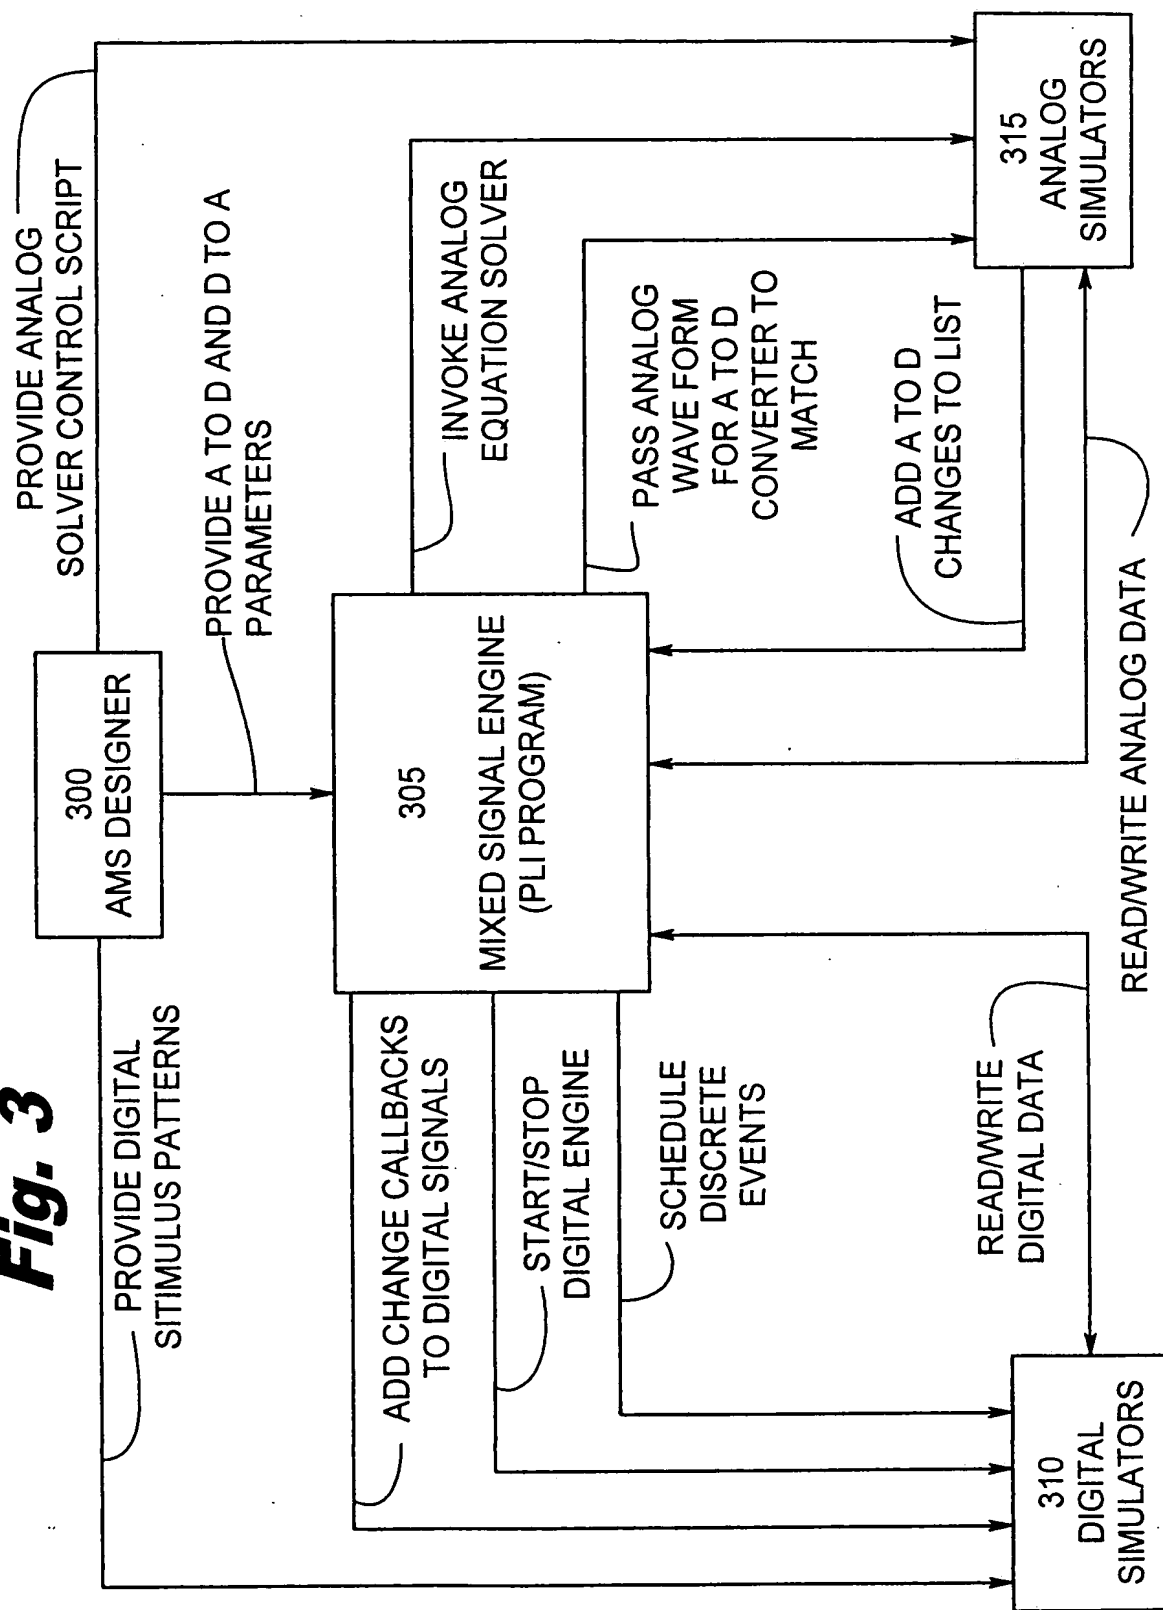 Fig. 3
PROVIDE DIGITAL
SITIMULUS PATTERNS
300
AMS DESIGNER
PROVIDE ANALOG
SOLVER CONTROL SCRIPT
PROVIDE A TO D AND D TO A
PARAMETERS
305
MIXED SIGNAL ENGINE
(PLI PROGRAM)
ADD CHANGE CALLBACKS
TO DIGITAL SIGNALS
START/STOP
DIGITAL ENGINE
SCHEDULE
DISCRETE
EVENTS
INVOKE ANALOG
EQUATION SOLVER
PASS ANALOG
WAVE FORM
FOR A TO D
CONVERTER TO
MATCH
ADD A TO D
CHANGES TO LIST
READ/WRITE
DIGITAL DATA
READ/WRITE ANALOG DATA
310
DIGITAL
SIMULATORS
315
ANALOG
SIMULATORS